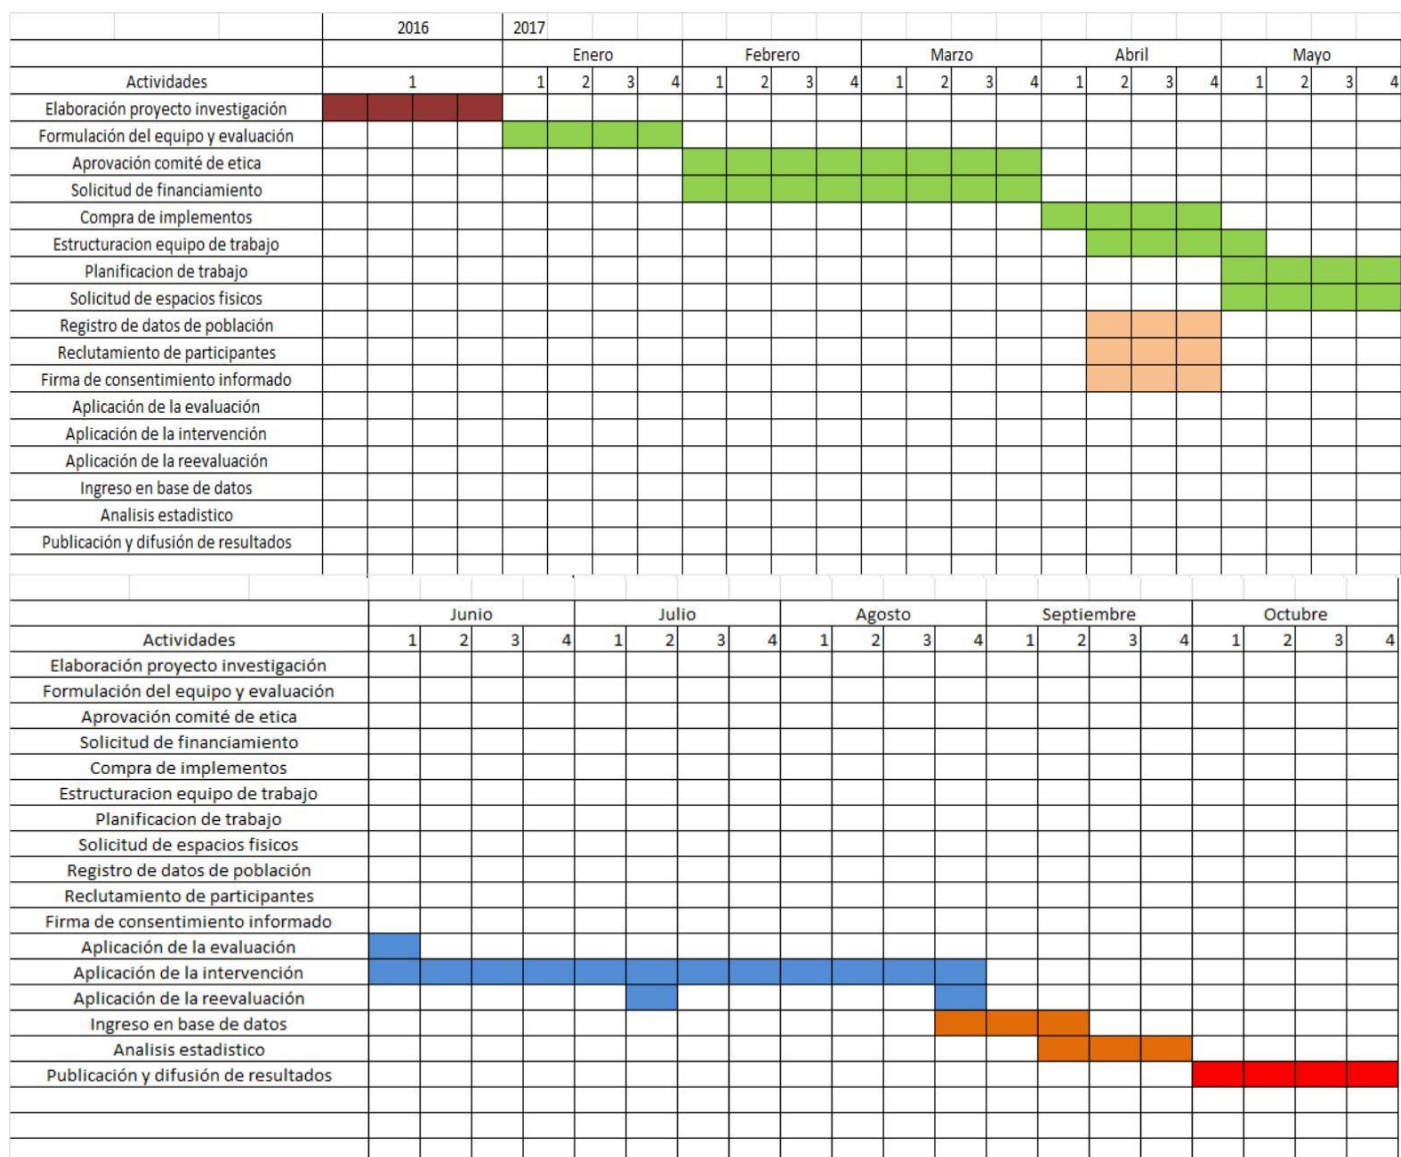 2016 2017
Enero Febrero Marzo Abril Mayo
Actividades 1 1 2 3 4 1 2 3 4 1 2 3 4 1 2 3 4 1 2 3 4
Elaboración proyecto investigación
Formulación del equipo y evaluación
Aprovación comité de etica
Solicitud de financiamiento
Compra de implementos
Estructuracion equipo de trabajo
Planificacion de trabajo
Solicitud de espacios fisicos
Registro de datos de población
Reclutamiento de participantes
Firma de consentimiento informado
Aplicación de la evaluación
Aplicación de la intervención
Aplicación de la reevaluación
Ingreso en base de datos
Analisis estadistico
Publicación y difusión de resultados
Junio Julio Agosto Septiembre Octubre
Actividades 1 2 3 4 1 2 3 4 1 2 3 4 1 2 3 4 1 2 3 4
Elaboración proyecto investigación
Formulación del equipo y evaluación
Aprovación comité de etica
Solicitud de financiamiento
Compra de implementos
Estructuracion equipo de trabajo
Planificacion de trabajo
Solicitud de espacios fisicos
Registro de datos de población
Reclutamiento de participantes
Firma de consentimiento informado
Aplicación de la evaluación
Aplicación de la intervención
Aplicación de la reevaluación
Ingreso en base de datos
Analisis estadistico
Publicación y difusión de resultados